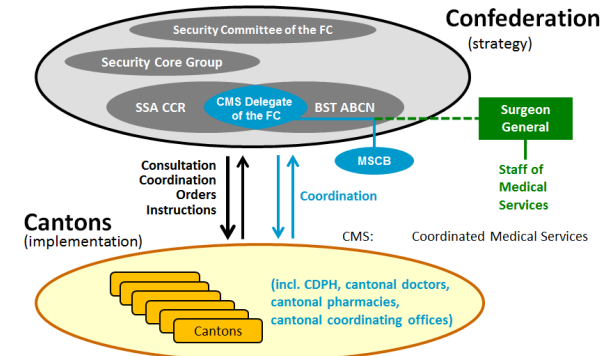 Confederation
(strategy)
Security Committee of the FC
Security Core Group
SSA CCR
CMS Delegate
of the FC
BST ABCN
Surgeon
General
MSCB
Staff of
Medical
Services
Consultation
Coordination
Orders
Instructions
Coordination
Cantons
(implementation)
CMS: Coordinated Medical Services
(incl. CDPH, cantonal doctors,
cantonal pharmacies,
cantonal coordinating offices)
Cantons